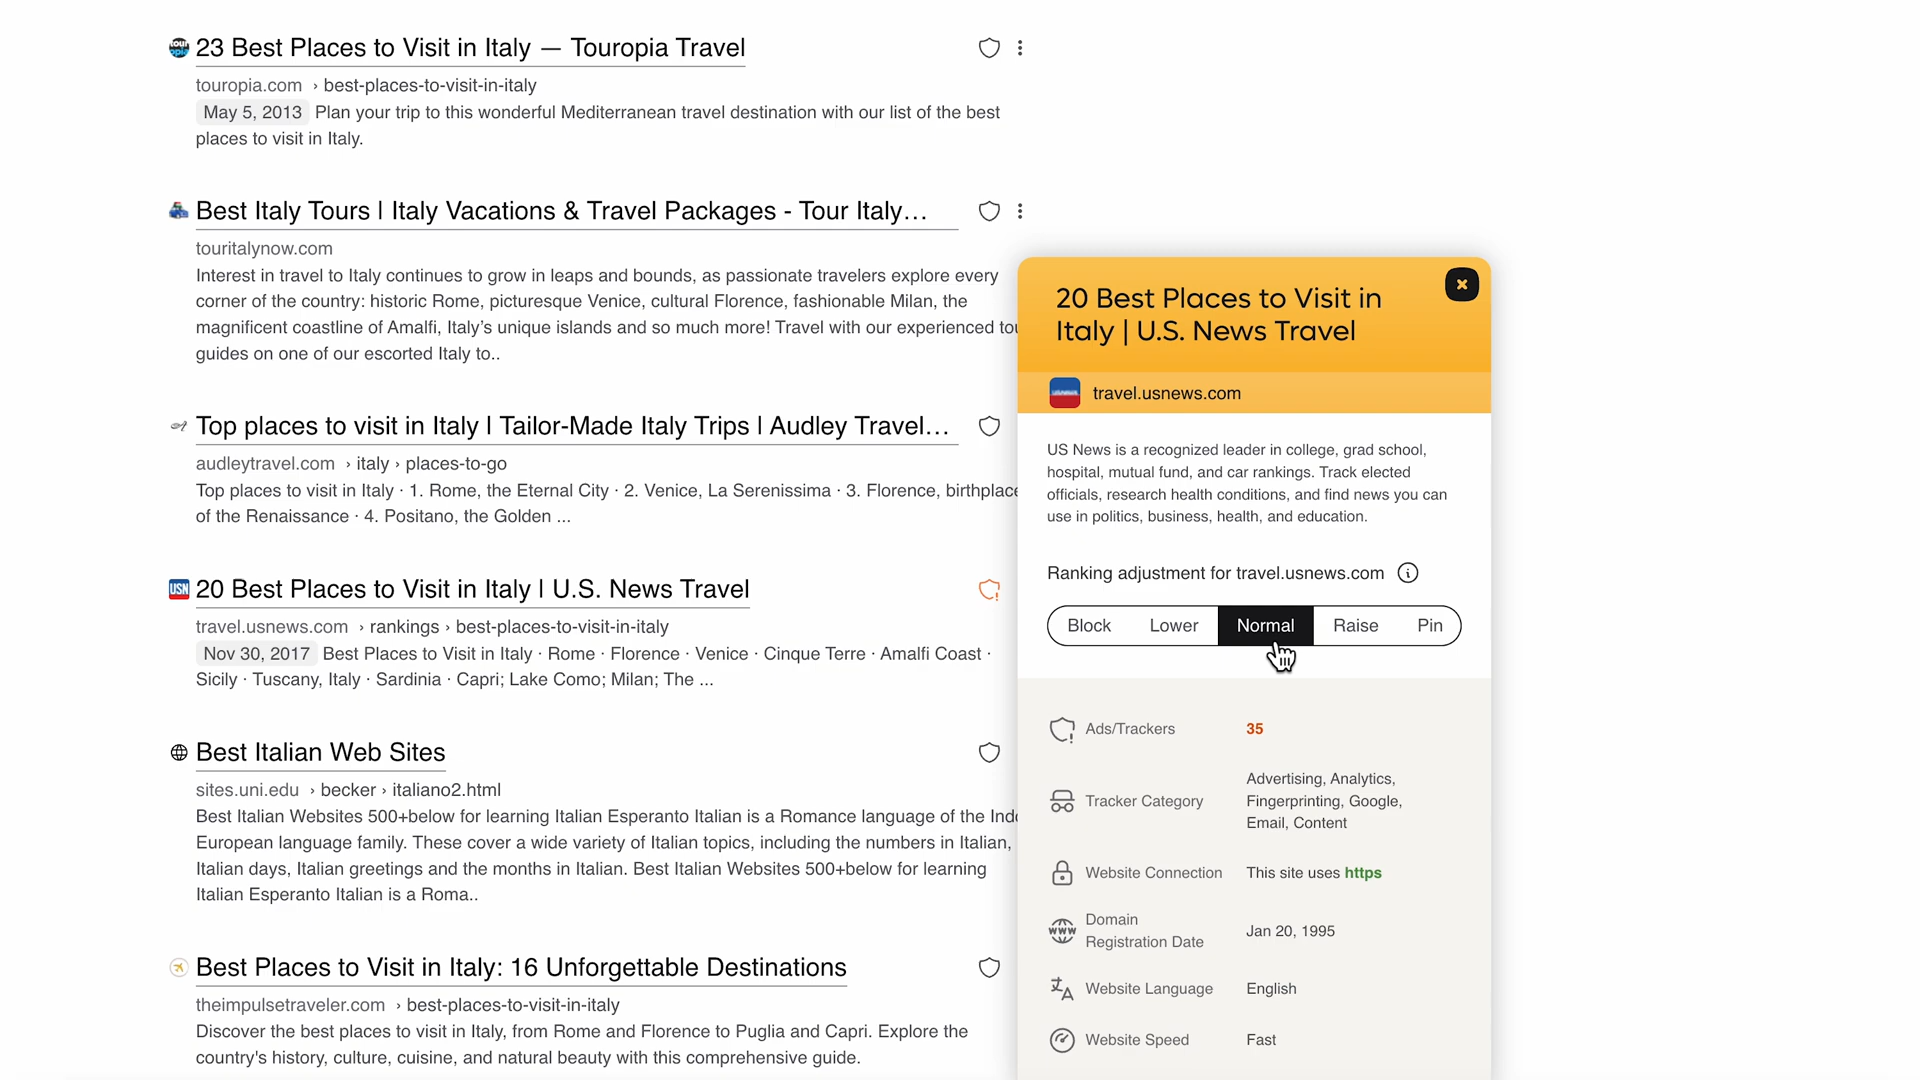 23 Best Places to Visit in Italy — Touropia Travel
touropia.com › best-places-to-visit-in-italy
May 5, 2013 Plan your trip to this wonderful Mediterranean travel destination with our list of the best
places to visit in Italy.
Best Italy Tours | Italy Vacations & Travel Packages - Tour Italy…
touritalynow.com
Interest in travel to Italy continues to grow in leaps and bounds, as passionate travelers explore every
corner of the country: historic Rome, picturesque Venice, cultural Florence, fashionable Milan, the
magnificent coastline of Amalfi, Italy’s unique islands and so much more! Travel with our experienced
guides on one of our escorted Italy to..
Top places to visit in Italy | Tailor-Made Italy Trips | Audley Travel…
audleytravel.com › italy › places-to-go
Top places to visit in Italy · 1. Rome, the Eternal City · 2. Venice, La Serenissima · 3. Florence, birthplace
of the Renaissance · 4. Positano, the Golden ...
USN 20 Best Places to Visit in Italy | U.S. News Travel
travel.usnews.com › rankings › best-places-to-visit-in-italy
Nov 30, 2017 Best Places to Visit in Italy · Rome · Florence · Venice · Cinque Terre · Amalfi Coast ·
Sicily · Tuscany, Italy · Sardinia · Capri; Lake Como; Milan; The ...
Best Italian Web Sites
sites.uni.edu › becker › italiano2.html
Best Italian Websites 500+below for learning Italian Esperanto Italian is a Romance language of the
European language family. These cover a wide variety of Italian topics, including the numbers in Italian,
Italian days, Italian greetings and the months in Italian. Best Italian Websites 500+below for learning
Italian Esperanto Italian is a Roma..
Best Places to Visit in Italy: 16 Unforgettable Destinations
theimpulsetraveler.com › best-places-to-visit-in-italy
Discover the best places to visit in Italy, from Rome and Florence to Puglia and Capri. Explore the
country's history, culture, cuisine, and natural beauty with this comprehensive guide.
20 Best Places to Visit in
Italy | U.S. News Travel
travel.usnews.com
US News is a recognized leader in college, grad school,
hospital, mutual fund, and car rankings. Track elected
officials, research health conditions, and find news you can
use in politics, business, health, and education.
Ranking adjustment for travel.usnews.com
Block Lower Normal Raise Pin
Ads/Trackers 35
Tracker Category Advertising, Analytics,
Fingerprinting, Google,
Email, Content
Website Connection This site uses https
Domain
Registration Date Jan 20, 1995
Website Language English
Website Speed Fast